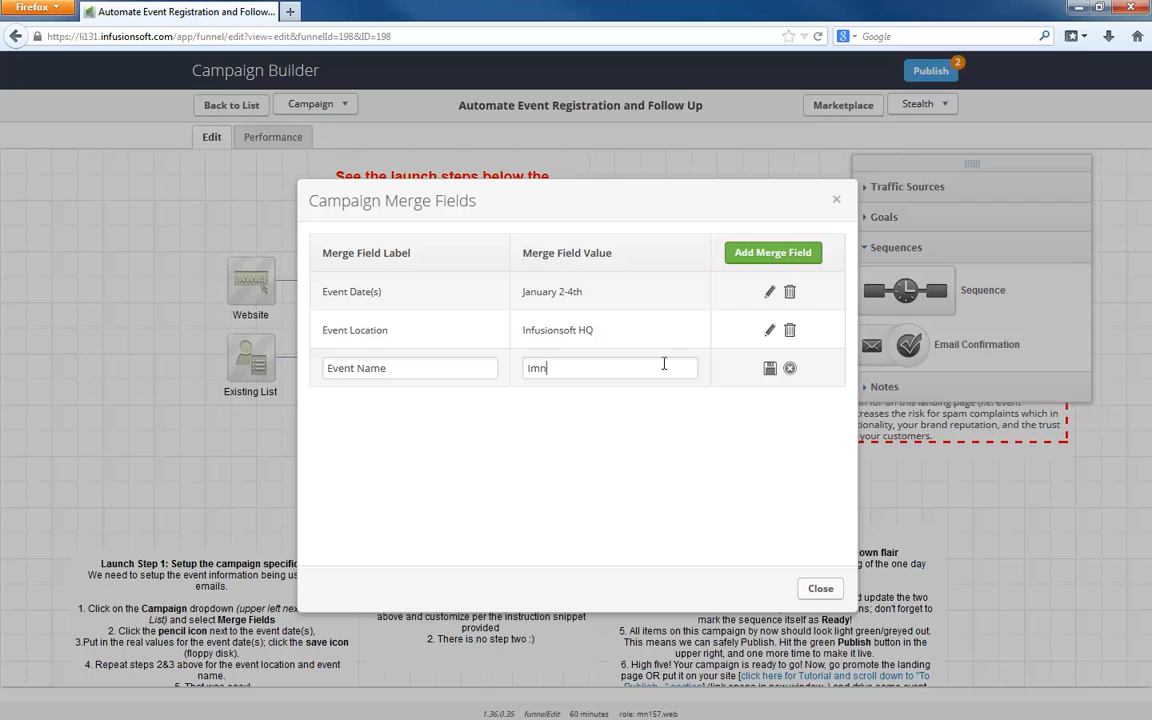 Firefox
Automate Event Registration and Follow...
https://li131.infusionsoft.com/app/funnel/edit?view=edit&funnelId=198&ID=198
Google
Campaign Builder
Publish
2
Back to List
Campaign
Automate Event Registration and Follow Up
Marketplace
Stealth
Edit
Performance
See the launch steps below the
Traffic Sources
Goals
Sequences
Sequence
Email Confirmation
Notes
Website
Existing List
Campaign Merge Fields
Merge Field Label
Merge Field Value
Add Merge Field
Event Date(s)
January 2-4th
Event Location
Infusionsoft HQ
Event Name
Imn
Close
for on this landing page (i.e. event
creases the risk for spam complaints which in
tionality, your brand reputation, and the trust
your customers.
Launch Step 1: Setup the campaign specific
We need to setup the event information being us
emails.
1. Click on the Campaign dropdown (upper left nex
List) and select Merge Fields
2. Click the pencil icon next to the event date(s),
3.Put in the real values for the event date(s); click the save icon
(floppy disk).
4. Repeat steps 2&3 above for the event location and event
name.
5. That was easy!
above and customize per the instruction snippet
provided
2. There is no step two :)
own flair
g of the one day
d update the two
ns; don't forget to
mark the sequence itself as Ready!
5. All items on this campaign by now should look light green/greyed out.
This means we can safely Publish. Hit the green Publish button in the
upper right, and one more time to make it live.
6. High five! Your campaign is ready to go! Now, go promote the landing
page OR put it on your site [click here for Tutorial and scroll down to "To
Publish..." section] (link opens in new window) and drive some event
1.36.0.35 funnelEdit 60 minutes role: mn157.web